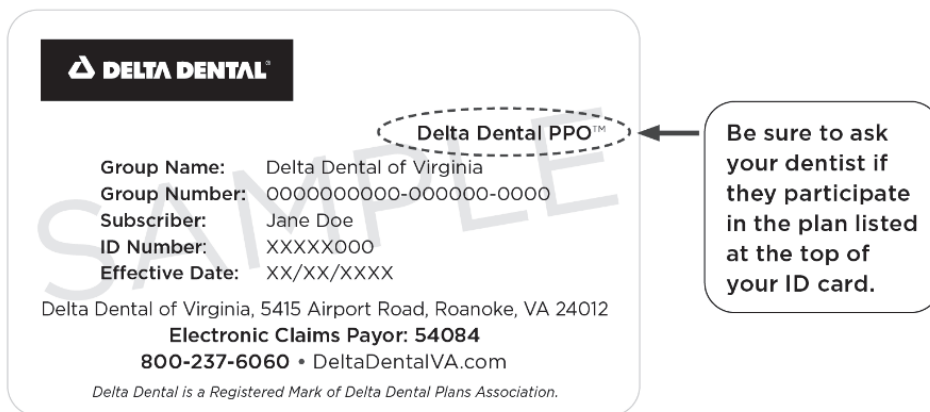 DELTA DENTAL®
Delta Dental PPO™
Group Name: Delta Dental of Virginia
Group Number: 0000000000-000000-0000
Subscriber: Jane Doe
ID Number: XXXXX000
Effective Date: XX/XX/XXXX
SAMPLE
Delta Dental of Virginia, 5415 Airport Road, Roanoke, VA 24012
Electronic Claims Payor: 54084
800-237-6060 • DeltaDentalVA.com
Delta Dental is a Registered Mark of Delta Dental Plans Association.
Be sure to ask
your dentist if
they participate
in the plan listed
at the top of
your ID card.